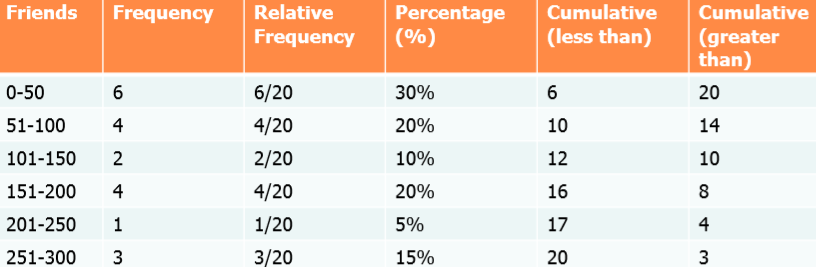 Friends Frequency Relative Frequency Percentage (%) Cumulative (less than) Cumulative (greater than)
0-50 6 6/20 30% 6 20
51-100 4 4/20 20% 10 14
101-150 2 2/20 10% 12 10
151-200 4 4/20 20% 16 8
201-250 1 1/20 5% 17 4
251-300 3 3/20 15% 20 3